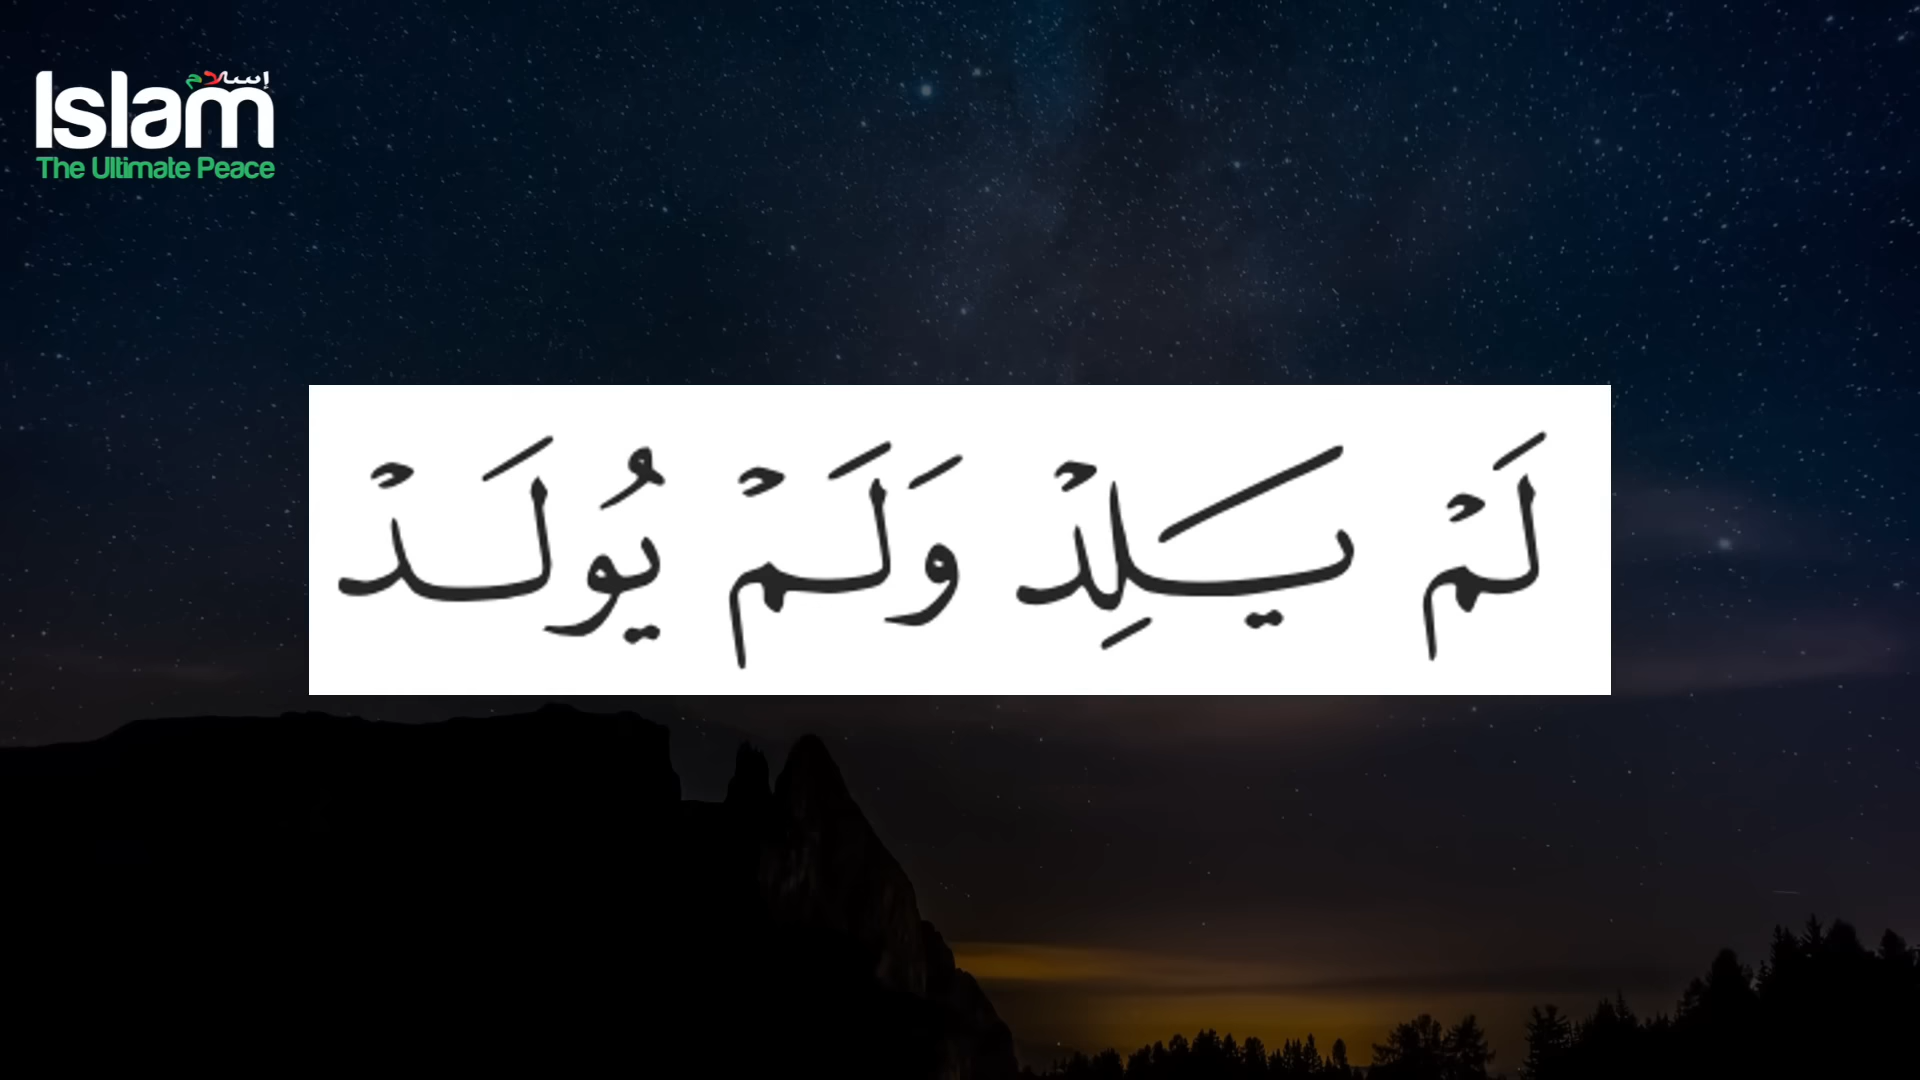 إسلام
Islam
The Ultimate Peace
لَمْ يَلِدْ وَلَمْ يُولَدْ